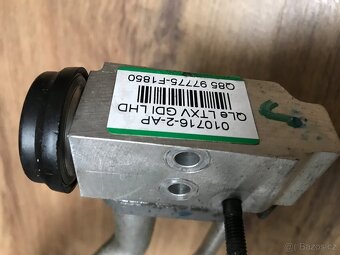 010716-2-AP
QLe LTXV GDI LHD
Q85 97775-F1850
© Bazos.cz